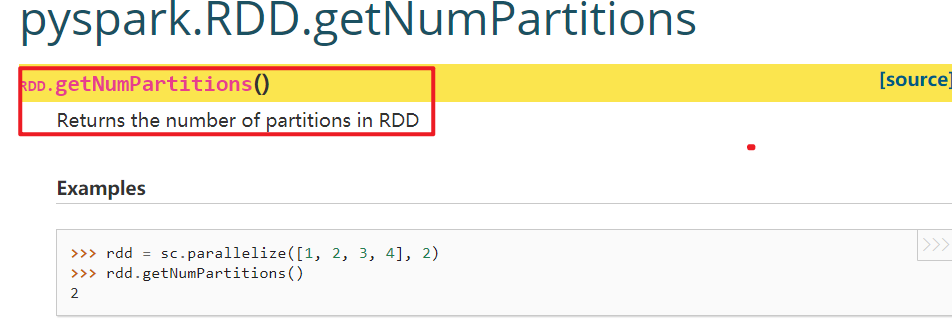 pyspark.RDD.getNumPartitions
RDD.getNumPartitions()
[source]
Returns the number of partitions in RDD
Examples
>>>
>>> rdd = sc.parallelize([1, 2, 3, 4], 2)
>>> rdd.getNumPartitions()
2